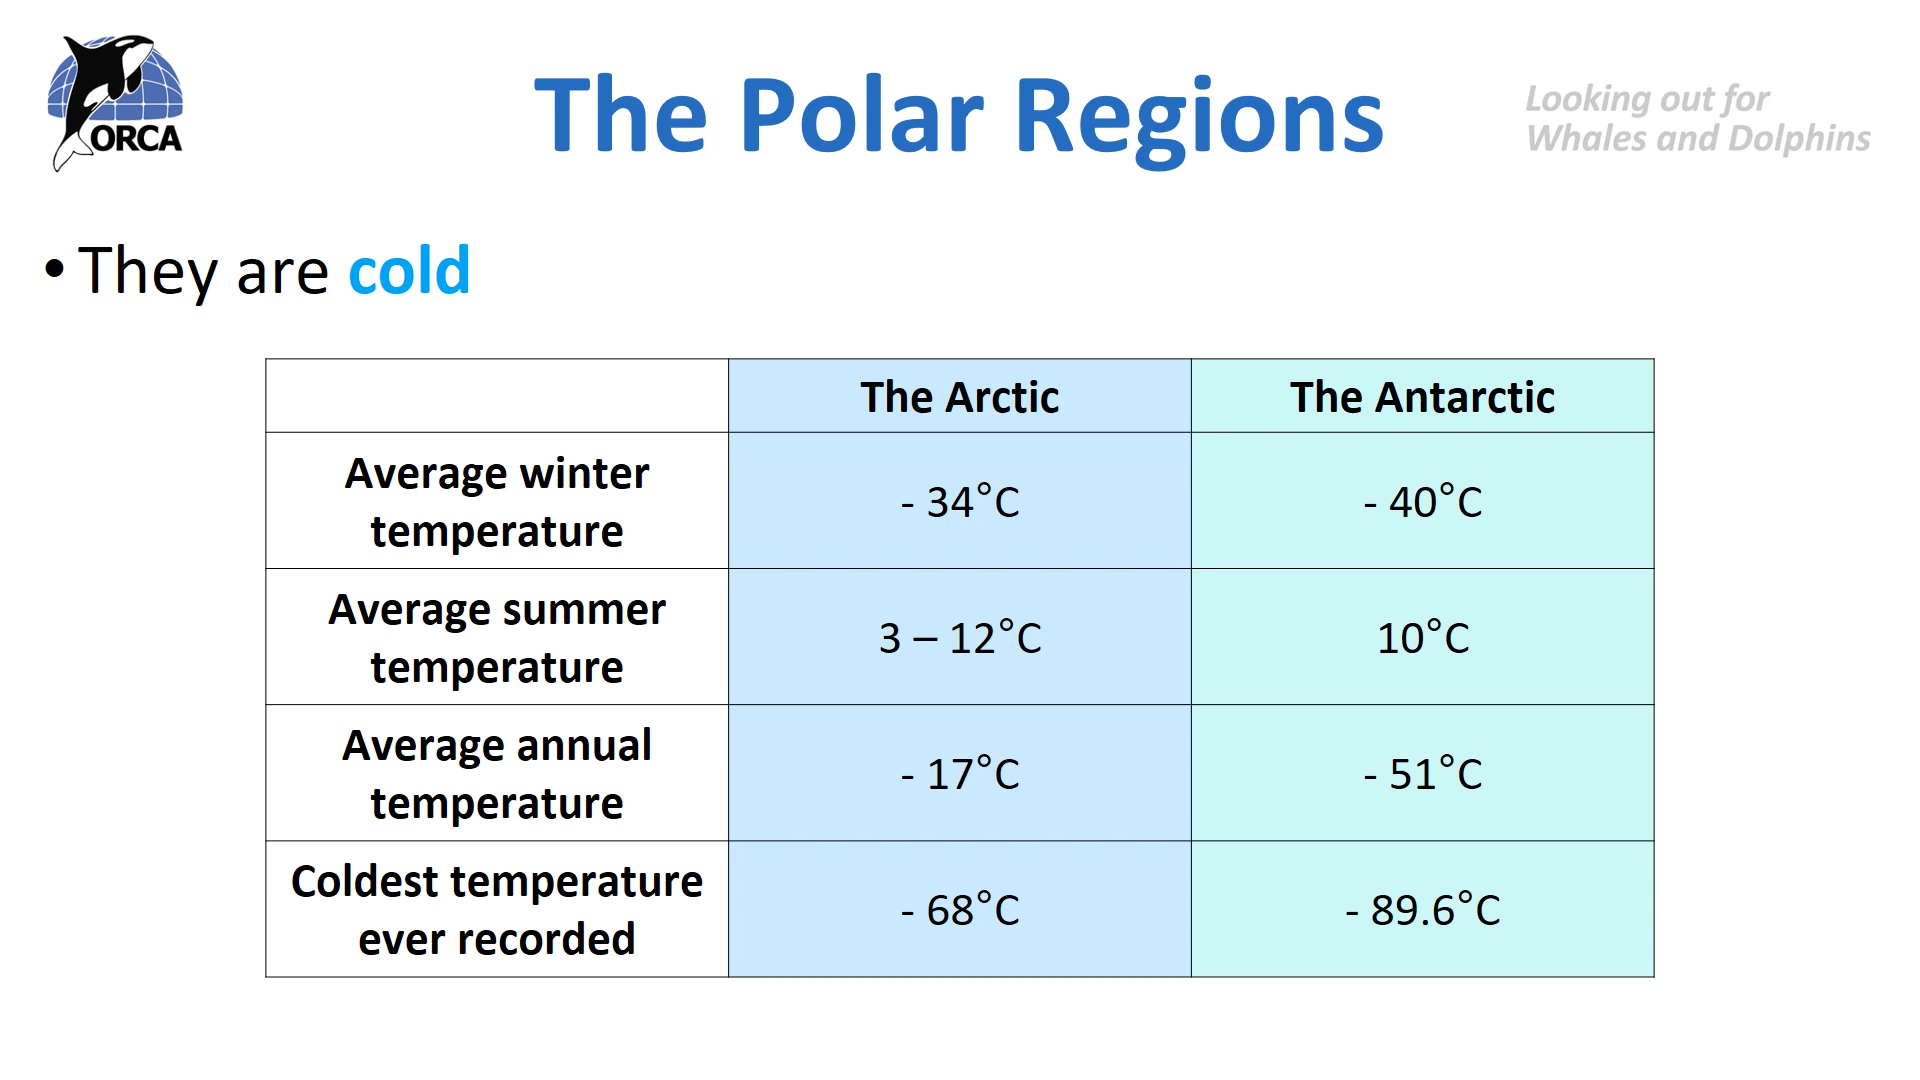 ORCA
The Polar Regions
Looking out for
Whales and Dolphins
• They are cold
The Arctic
The Antarctic
Average winter
temperature
- 34°C
- 40°C
Average summer
temperature
3 – 12°C
10°C
Average annual
temperature
- 17°C
- 51°C
Coldest temperature
ever recorded
- 68°C
- 89.6°C